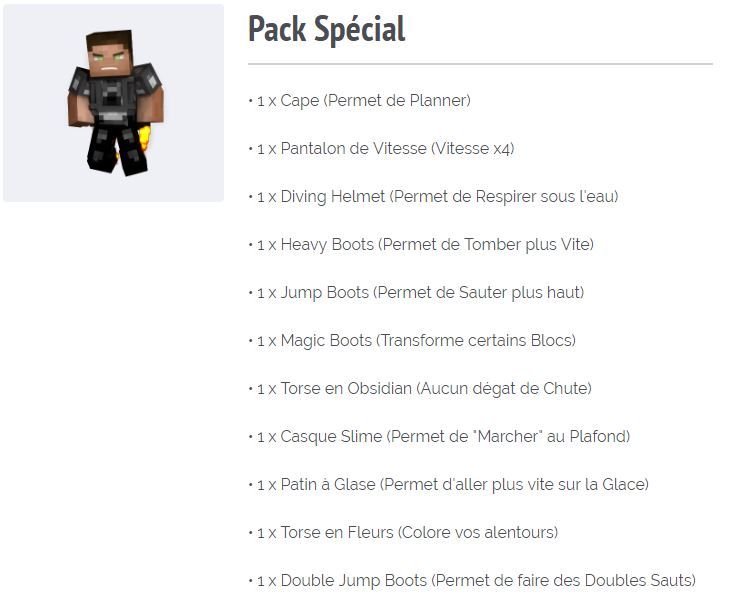 Pack Spécial
• 1 x Cape (Permet de Planner)
• 1 x Pantalon de Vitesse (Vitesse x4)
• 1 x Diving Helmet (Permet de Respirer sous l'eau)
• 1 x Heavy Boots (Permet de Tomber plus Vite)
• 1 x Jump Boots (Permet de Sauter plus haut)
• 1 x Magic Boots (Transforme certains Blocs)
• 1 x Torse en Obsidian (Aucun dégat de Chute)
• 1 x Casque Slime (Permet de "Marcher" au Plafond)
• 1 x Patin à Glase (Permet d'aller plus vite sur la Glace)
• 1 x Torse en Fleurs (Colore vos alentours)
• 1 x Double Jump Boots (Permet de faire des Doubles Sauts)